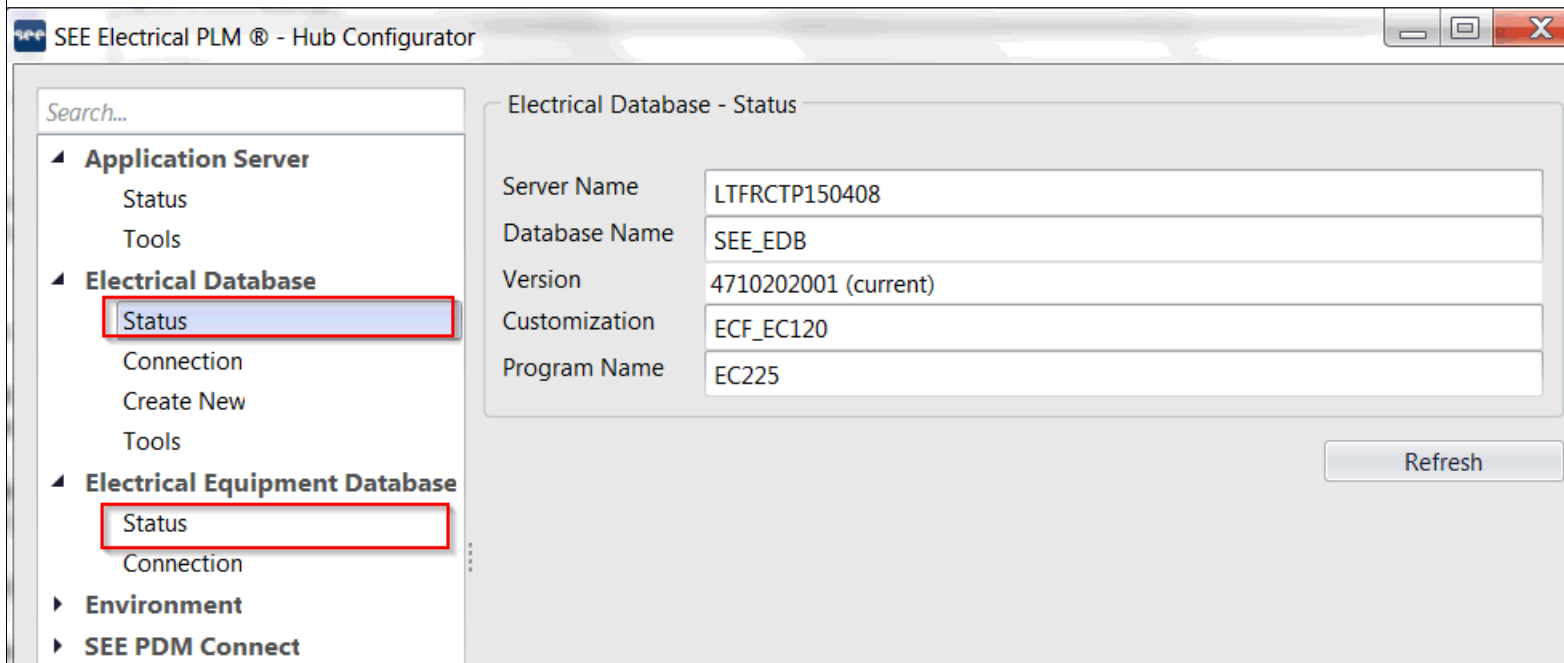 see SEE Electrical PLM ® - Hub Configurator
Search...
Application Server
Status
Tools
Electrical Database
Status
Connection
Create New
Tools
Electrical Equipment Database
Status
Connection
Environment
SEE PDM Connect
Electrical Database - Status
Server Name LTFRCTP150408
Database Name SEE_EDB
Version 4710202001 (current)
Customization ECF_EC120
Program Name EC225
Refresh